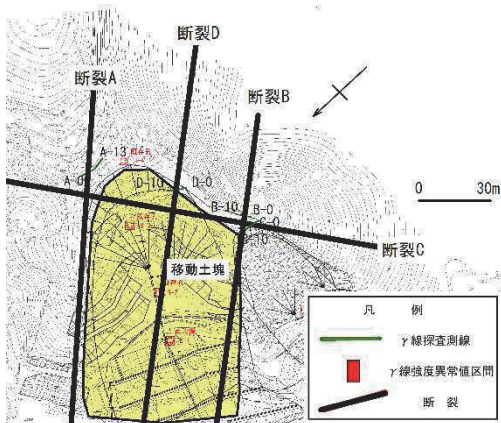 断裂D
断裂A
断裂B
A-13
A-0
D-10
D-0
B-10
B-0
断裂C
移動土塊
0 30m
凡 例
γ線探査測線
γ線強度異常値区間
断 裂